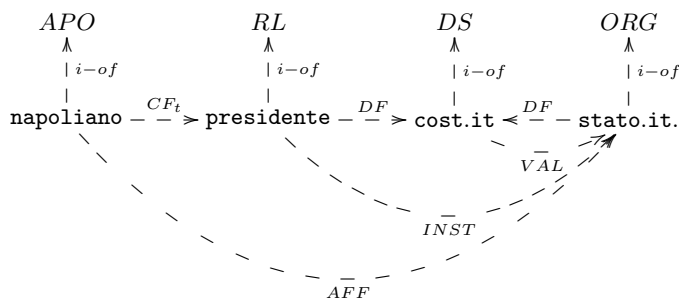 APO RL DS ORG
i−of i−of i−of i−of
napoliano CF_t presidente DF cost.it DF stato.it.
VAL
INST
AFF